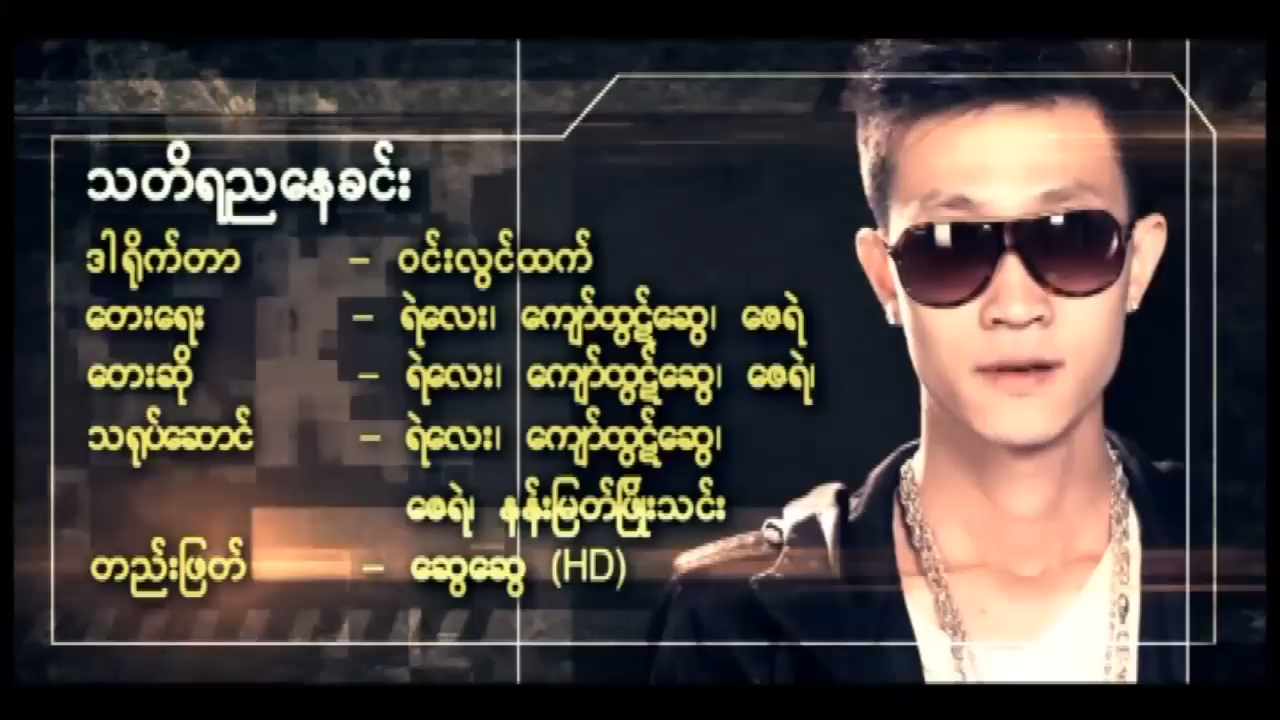 သတိရညနေခင်း
ဒါရိုက်တာ – ဝင်းလွင်ထက်
တေးရေး – ရဲလေး၊ ကျော်ထွဋ်ဆွေ၊ ဇေရဲ
တေးဆို – ရဲလေး၊ ကျော်ထွဋ်ဆွေ၊ ဇေရဲ၊
သရုပ်ဆောင် – ရဲလေး၊ ကျော်ထွဋ်ဆွေ၊
ဇေရဲ၊ နန်းမြတ်ဖြိုးသင်း
တည်းဖြတ် – ဆွေဆွေ (HD)